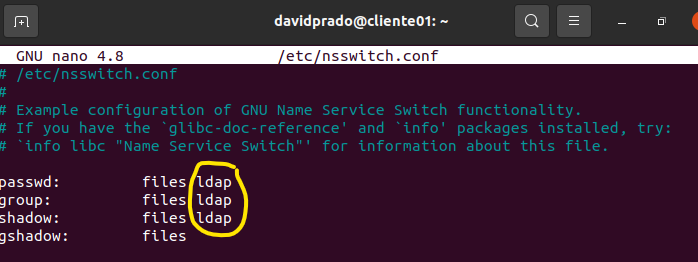 davidprado@cliente01: ~
GNU nano 4.8 /etc/nsswitch.conf
# /etc/nsswitch.conf
#
# Example configuration of GNU Name Service Switch functionality.
# If you have the `glibc-doc-reference' and `info' packages installed, try:
# `info libc "Name Service Switch"' for information about this file.
passwd: files ldap
group: files ldap
shadow: files ldap
gshadow: files